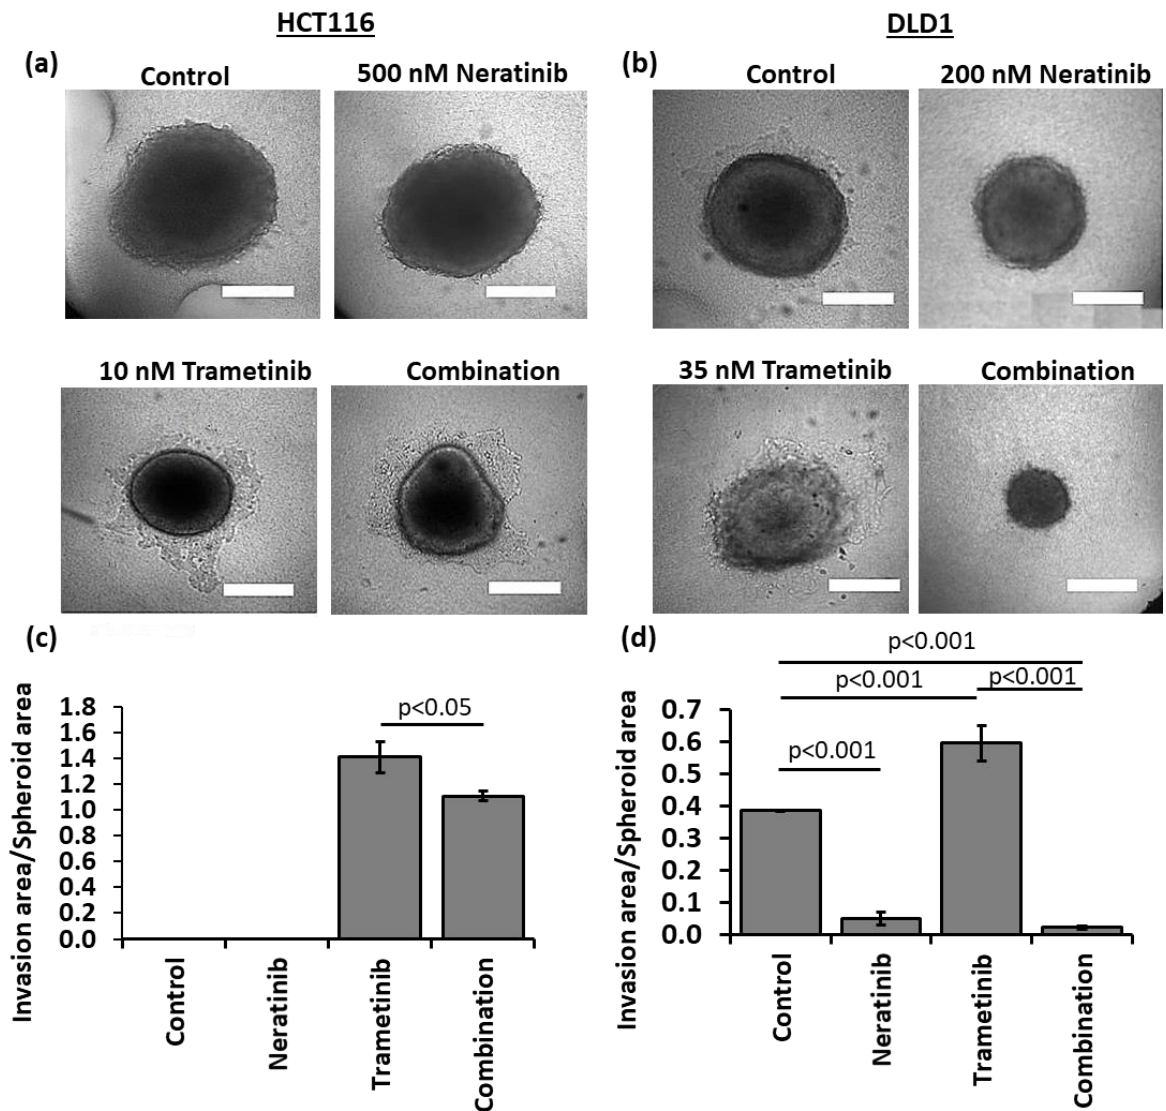 HCT116
DLD1
(a)
Control
500 nM Neratinib
(b)
Control
200 nM Neratinib
10 nM Trametinib
Combination
35 nM Trametinib
Combination
(c)
Invasion area/Spheroid area
1.8
1.6
1.4
1.2
1.0
0.8
0.6
0.4
0.2
0.0
p<0.05
Control
Neratinib
Trametinib
Combination
(d)
Invasion area/Spheroid area
0.7
0.6
0.5
0.4
0.3
0.2
0.1
0.0
p<0.001
p<0.001
p<0.001
p<0.001
Control
Neratinib
Trametinib
Combination